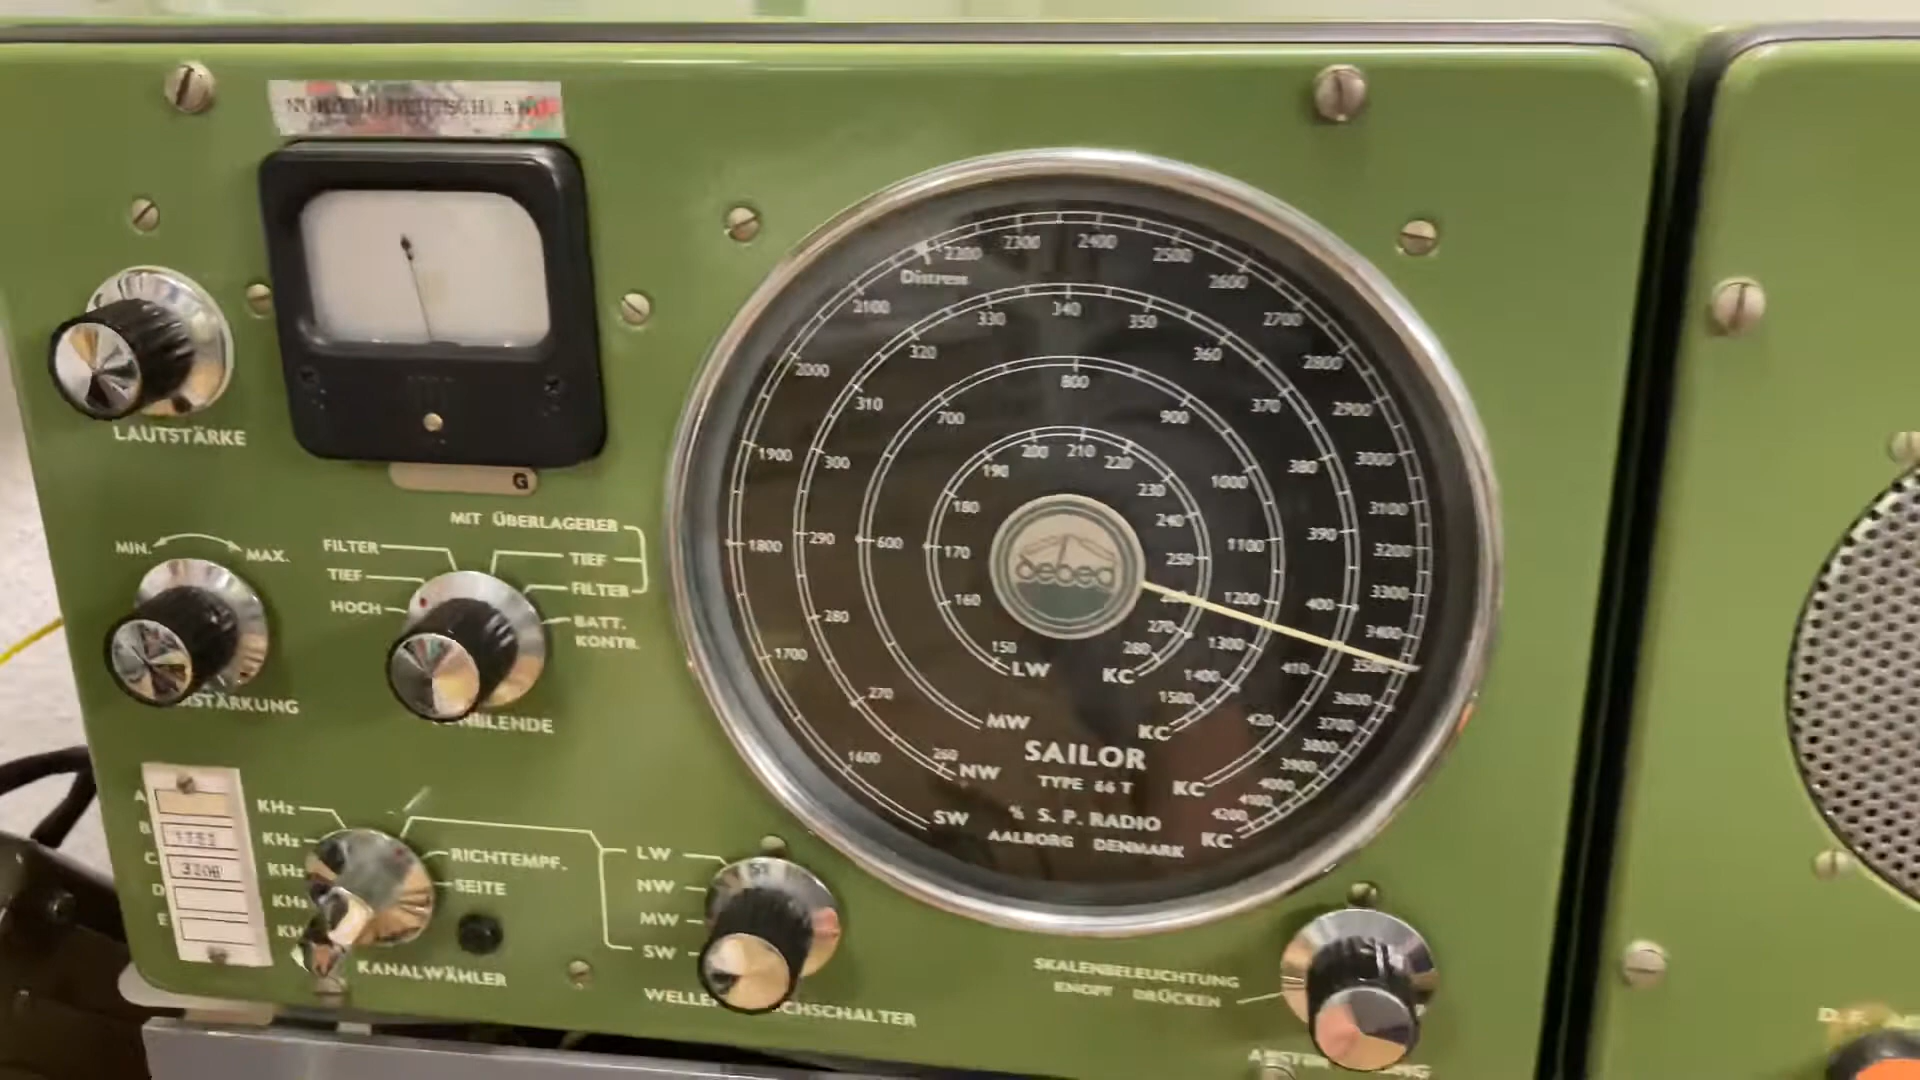 LAUTSTÄRKE
G
MIN.
MAX.
FILTER
TIEF
HOCH
MIT ÜBERLAGERER
TIEF
FILTER
BATT.
KONTR.
A
B
C
D
E
3208
KHz
KHz
KHz
KHz
RICHTEMPF.
SEITE
KANALWÄHLER
LW
NW
MW
SW
SKALENBELEUCHTUNG
KNOPF DRÜCKEN
Distress
1600 1700 1800 1900 2000 2100 2200 2300 2400 2500 2600 2700 2800 2900 3000 3100 3200 3300 3400 3500 3600 3700 3800 3900 4000 4100 4200
SW KC
260 270 280 290 300 310 320 330 340 350 360 370 380 390 400 410 420
NW KC
600 700 800 900 1000 1100 1200 1300 1400 1500
MW KC
150 160 170 180 190 200 210 220 230 240 250 270 280
LW KC
debeg
SAILOR
TYPE 66 T
S. P. RADIO
AALBORG DENMARK